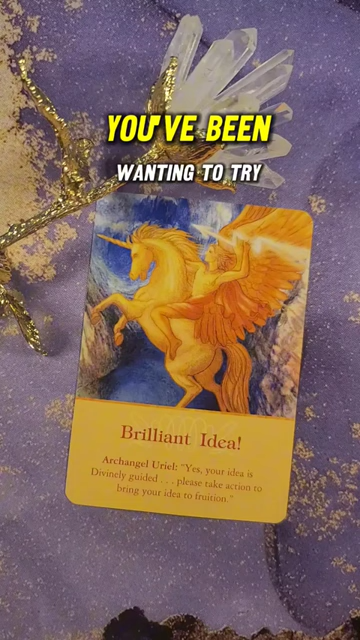 YOU'VE BEEN
WANTING TO TRY
Brilliant Idea!
Archangel Uriel: "Yes, your idea is
Divinely guided . . . please take action to
bring your idea to fruition."